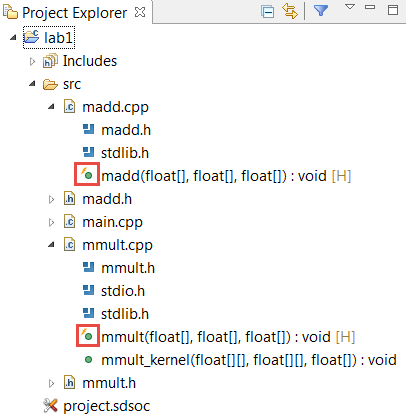 Project Explorer
lab1
Includes
src
madd.cpp
madd.h
stdlib.h
madd(float[], float[], float[]) : void [H]
madd.h
main.cpp
mmult.cpp
mmult.h
stdio.h
stdlib.h
mmult(float[], float[], float[]) : void [H]
mmult_kernel(float[][], float[][], float[]) : void
mmult.h
project.sdsoc